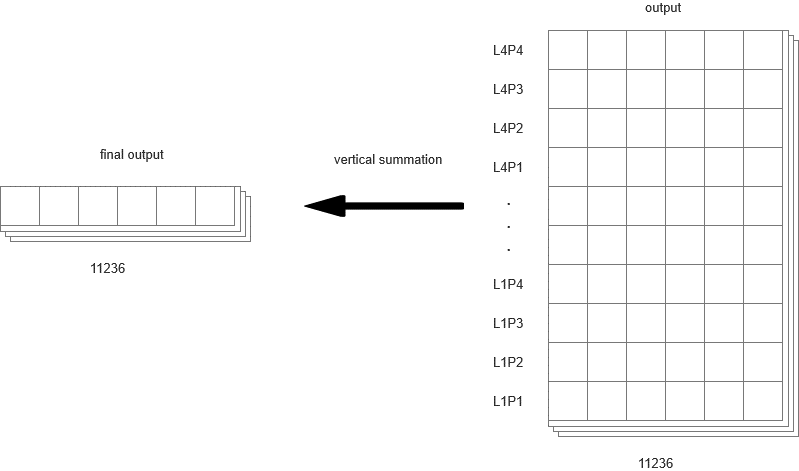 output
L4P4
L4P3
L4P2
L4P1
.
.
.
L1P4
L1P3
L1P2
L1P1
11236
vertical summation
final output
11236